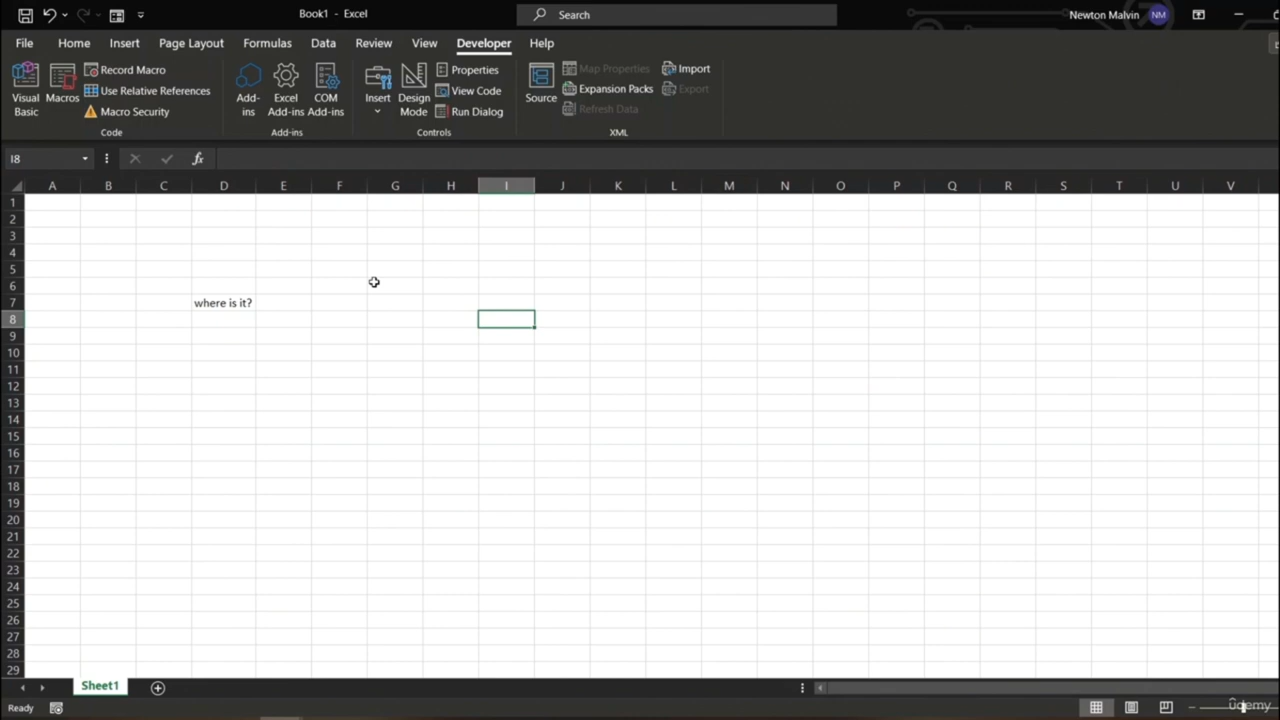 Book1 - Excel
Search
Newton Malvin NM
File Home Insert Page Layout Formulas Data Review View Developer Help
Visual Basic
Macros
Record Macro
Use Relative References
Macro Security
Code
Add-ins
Excel Add-ins
COM Add-ins
Add-ins
Insert
Design Mode
Properties
View Code
Run Dialog
Controls
Source
Map Properties
Expansion Packs
Refresh Data
Import
Export
XML
I8
fx
A B C D E F G H I J K L M N O P Q R S T U V
1
2
3
4
5
6
7 where is it?
8
9
10
11
12
13
14
15
16
17
18
19
20
21
22
23
24
25
26
27
28
29
Sheet1
Ready
udemy